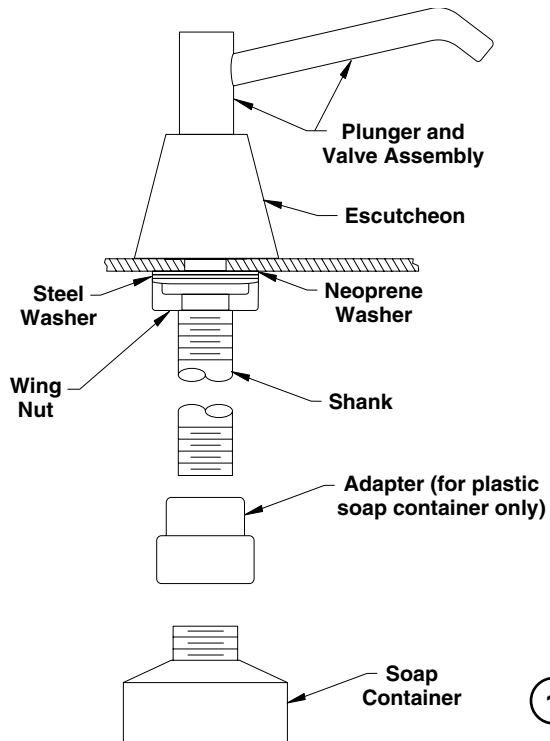 Plunger and
Valve Assembly
Escutcheon
Steel
Washer
Neoprene
Washer
Wing
Nut
Shank
Adapter (for plastic
soap container only)
Soap
Container
1